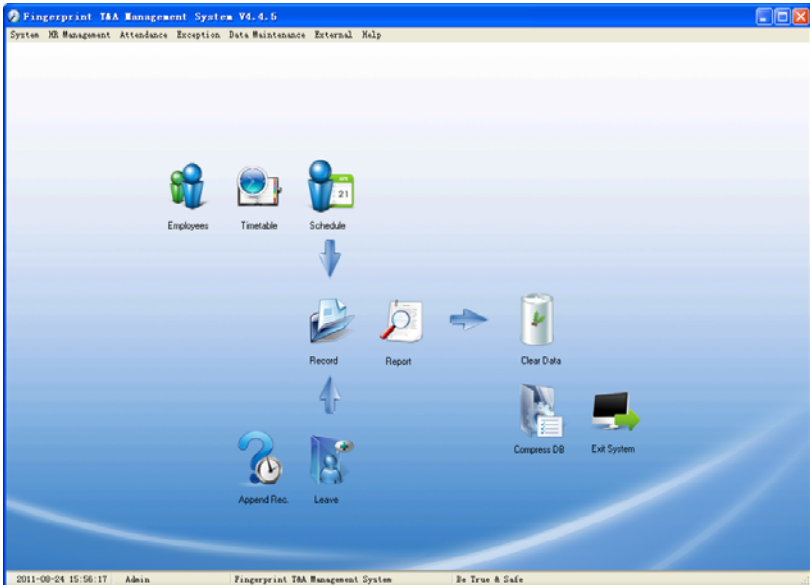 Fingerprint T&A Management System V4.4.5
System HR Management Attendance Exception Data Maintenance External Help
APR
21
Employees Timetable Schedule
Record Report Clear Data
Compress DB Exit System
Append Rec. Leave
2011-08-24 15:56:17 Admin Fingerprint T&A Management System Be True & Safe